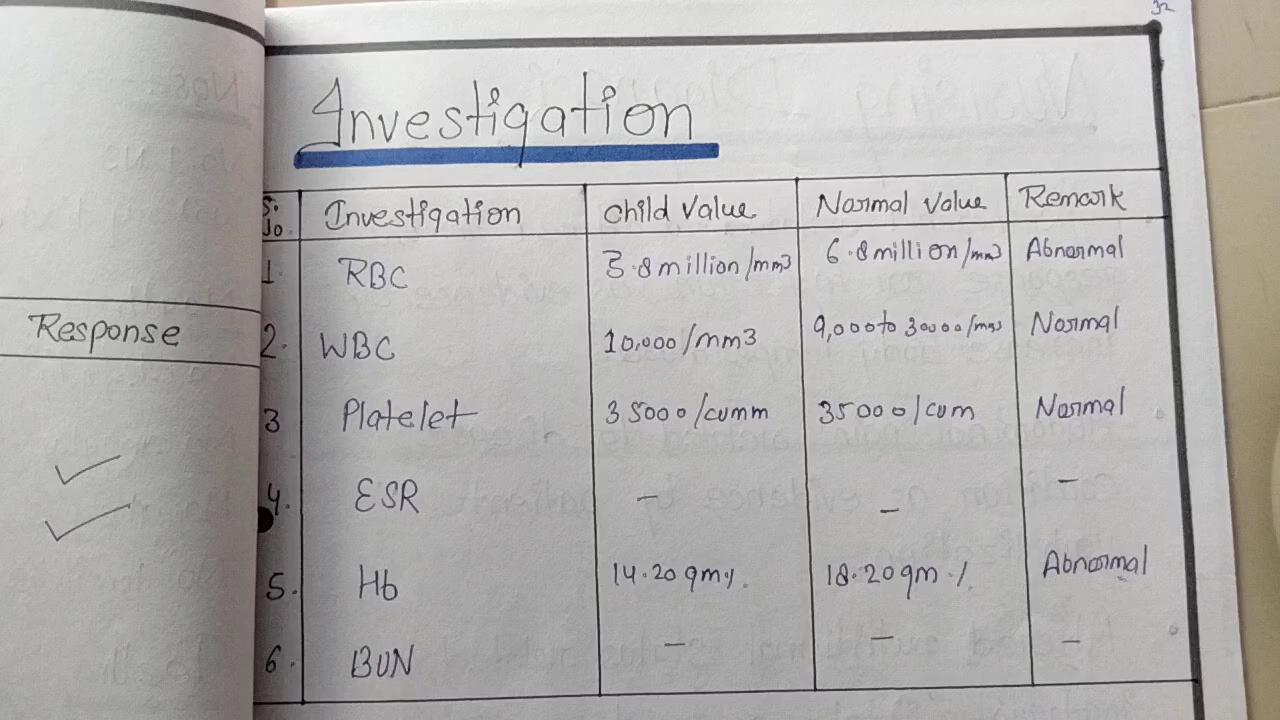 32
Investigation
S. No. Investigation Child Value Normal Value Remark
1. RBC 3.8 million/mm3 6.8 million/mm3 Abnormal
2. WBC 10,000/mm3 9,000 to 30000/mm3 Normal
3 Platelet 35000/cumm 35000/cum Normal
4. ESR - - -
5. Hb 14.20 gm%. 18.20 gm % Abnormal
6. BUN - - -
Response